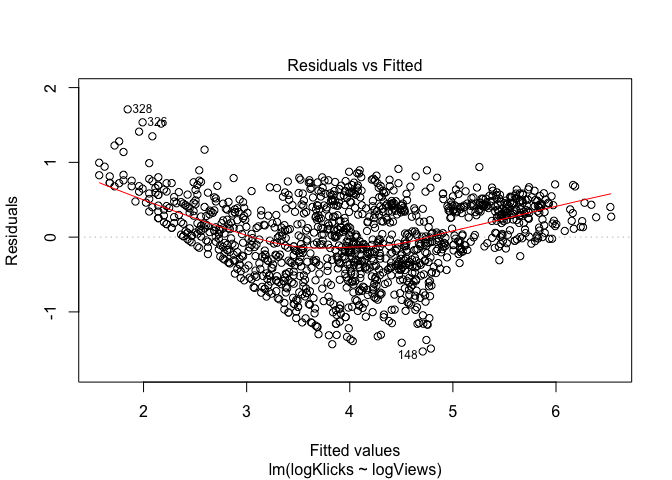 Residuals vs Fitted
Residuals
2
1
0
-1
328
326
148
2 3 4 5 6
Fitted values
lm(logKlicks ~ logViews)